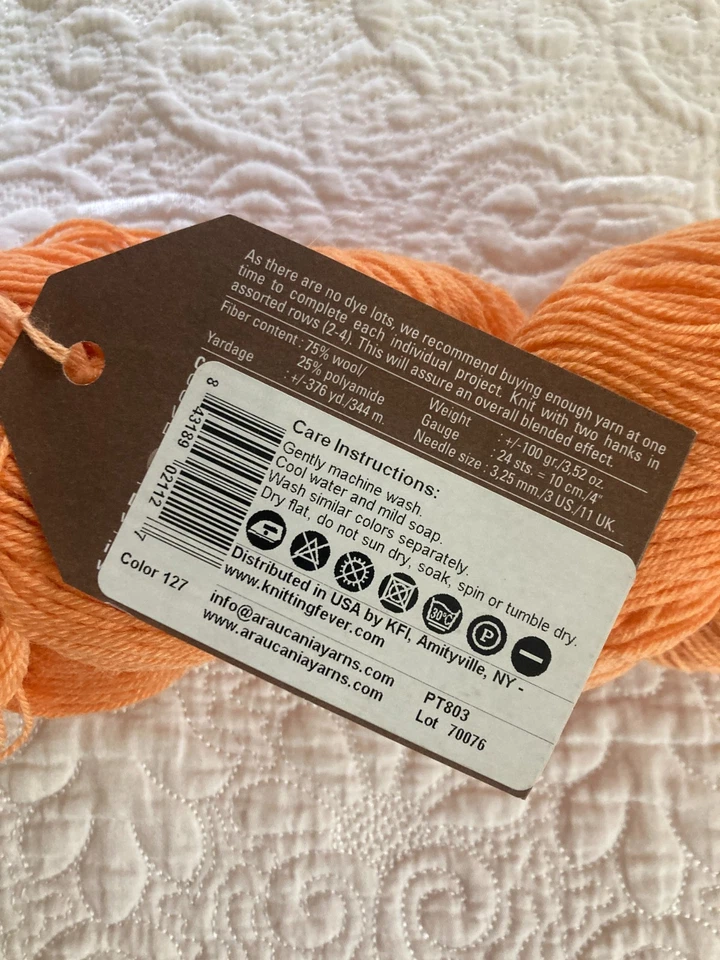 As there are no dye lots, we recommend buying enough yarn at one
time to complete each individual project. Knit with two hanks in
assorted rows (2-4). This will assure an overall blended effect.
Fiber content : 75% wool/
25% polyamide
Yardage : +/-376 yd./344 m.
Weight : +/-100 gr./3.52 oz.
Gauge : 24 sts. = 10 cm/4"
Needle size : 3.25 mm./3 US/11 UK.
8 43189 02112 7
Color 127
Care Instructions:
Gently machine wash.
Cool water and mild soap.
Wash similar colors separately.
Dry flat, do not sun dry, soak, spin or tumble dry.
30°C
P
Distributed in USA by KFI, Amityville, NY -
www.knittingfever.com
info@araucaniayarns.com
www.araucaniayarns.com
PT803
Lot 70076